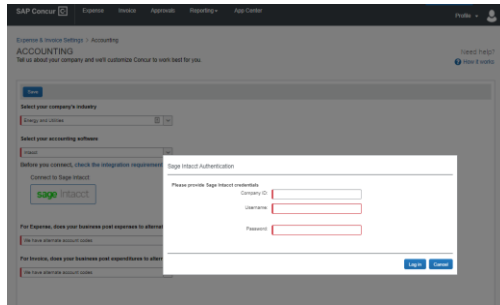 SAP Concur C Expense Invoice Approvals Reporting App Center
Profile
Expense & Invoice Settings > Accounting
ACCOUNTING
Tell us about your company and we'll customize Concur to work best for you.
Need help?
How it works
Save
Select your company's industry
Energy and Utilities
Select your accounting software
Intacct
Before you connect, check the integration requirement
Connect to Sage Intacct
sage Intacct
Sage Intacct Authentication
Please provide Sage Intacct credentials
Company ID
Username
Password
Log In Cancel
For Expense, does your business post expenses to alternat
We have alternate account codes
For Invoice, does your business post expenditures to altern
We have alternate account codes